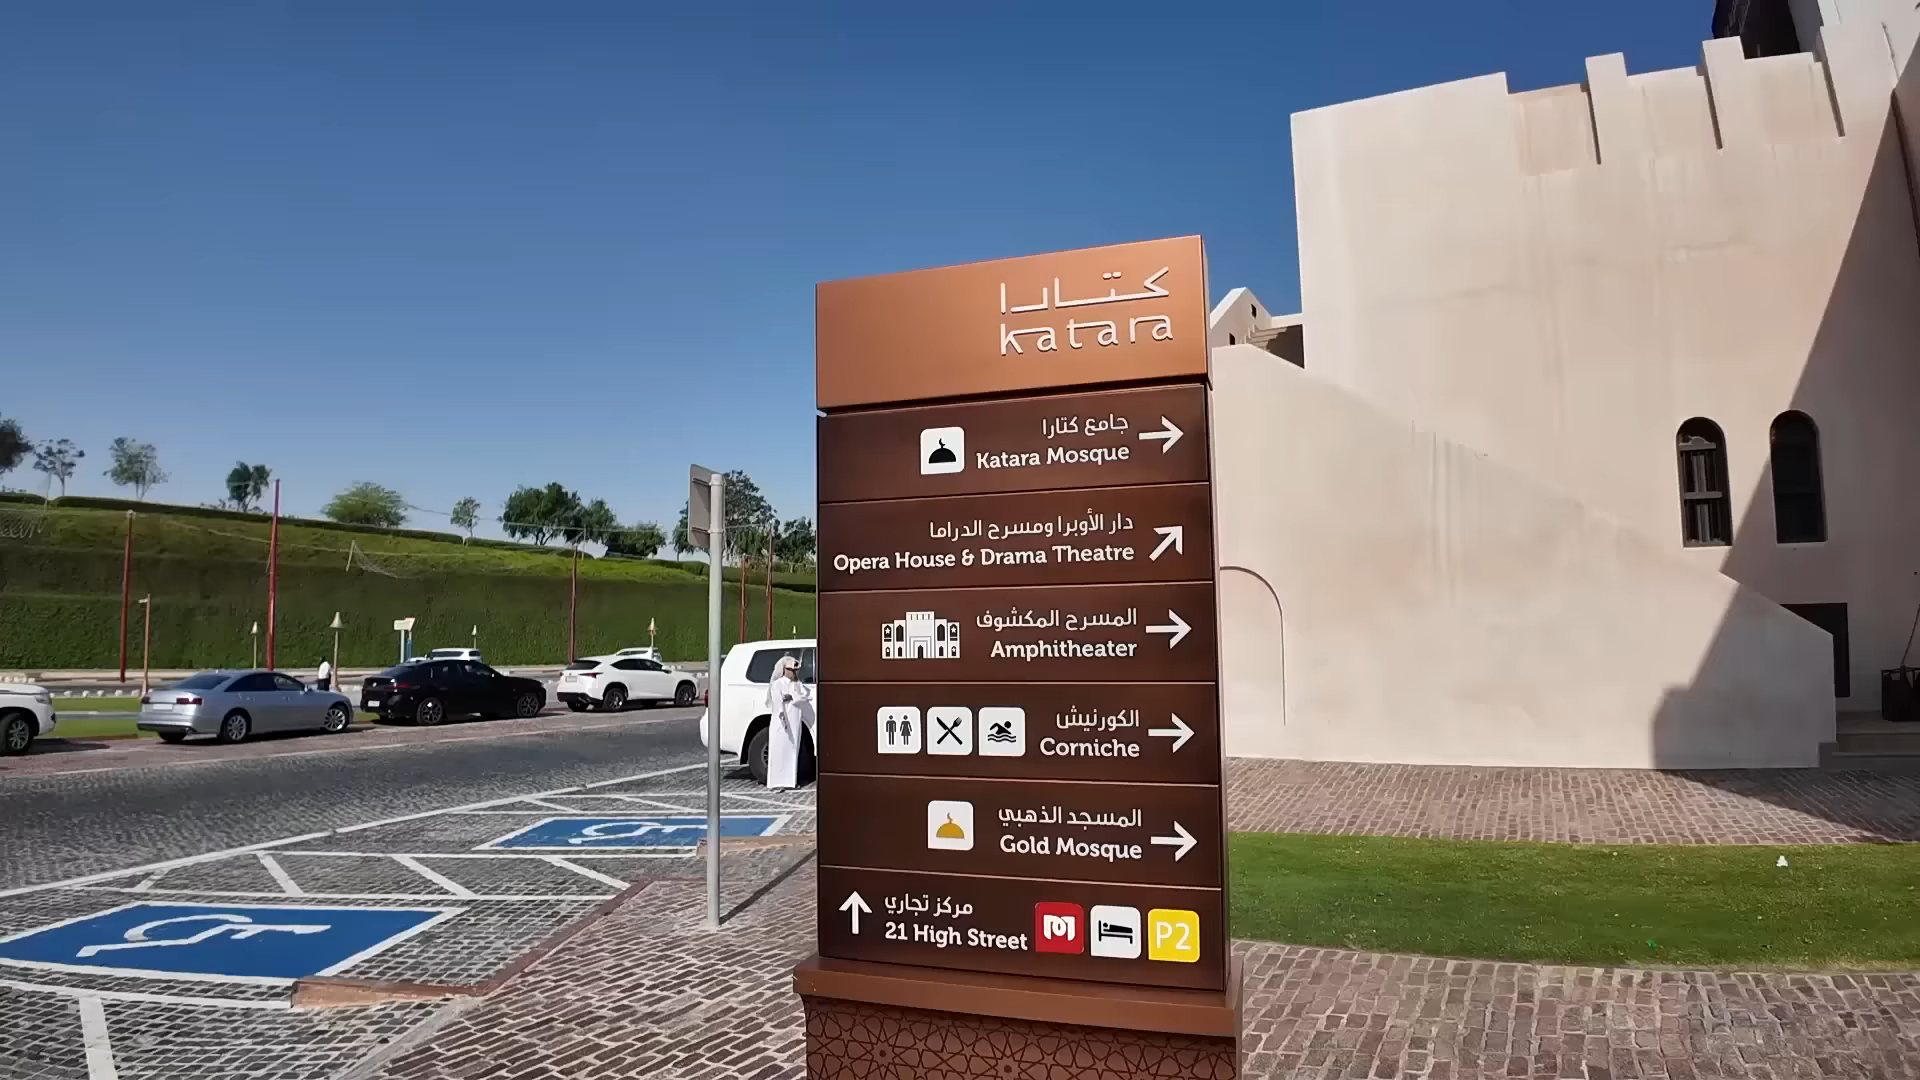 كتارا
katara
جامع كتارا
Katara Mosque
دار الأوبرا ومسرح الدراما
Opera House & Drama Theatre
المسرح المكشوف
Amphitheater
الكورنيش
Corniche
المسجد الذهبي
Gold Mosque
مركز تجاري
21 High Street
P2